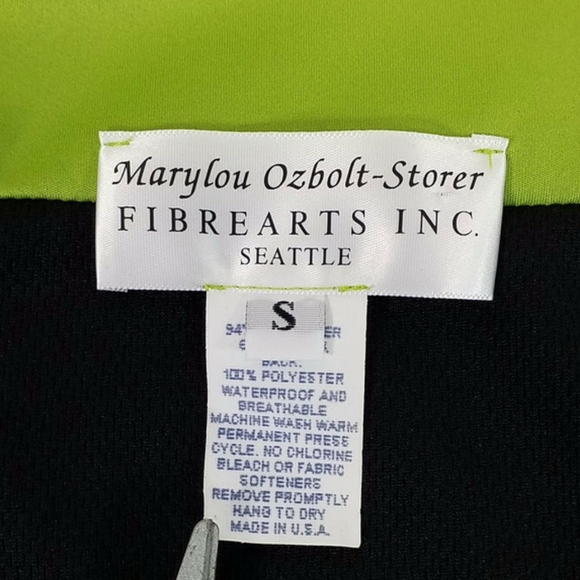 Marylou Ozbolt-Storer
FIBREARTS INC.
SEATTLE
S
BACK:
100% POLYESTER
WATERPROOF AND
BREATHABLE
MACHINE WASH WARM
PERMANENT PRESS
CYCLE. NO CHLORINE
BLEACH OR FABRIC
SOFTENERS
REMOVE PROMPTLY
HANG TO DRY
MADE IN U.S.A.